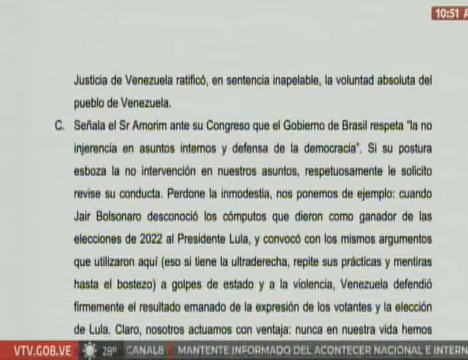 10:51 A
Justicia de Venezuela ratificó, en sentencia inapelable, la voluntad absoluta del
pueblo de Venezuela.
C. Señala el Sr Amorim ante su Congreso que el Gobierno de Brasil respeta "la no
injerencia en asuntos internos y defensa de la democracia". Si su postura
esboza la no intervención en nuestros asuntos, respetuosamente le solicito
revise su conducta. Perdone la inmodestia, nos ponemos de ejemplo: cuando
Jair Bolsonaro desconoció los cómputos que dieron como ganador de las
elecciones de 2022 al Presidente Lula, y convocó con los mismos argumentos
que utilizaron aquí (eso si tiene la ultraderecha, repite sus prácticas y mentiras
hasta el bostezo) a golpes de estado y a la violencia, Venezuela defendió
firmemente el resultado emanado de la expresión de los votantes y la elección
de Lula. Claro, nosotros actuamos con ventaja: nunca en nuestra vida hemos
VTV.GOB.VE 28º CANAL8 MANTENTE INFORMADO DEL ACONTECER NACIONAL E INTERN